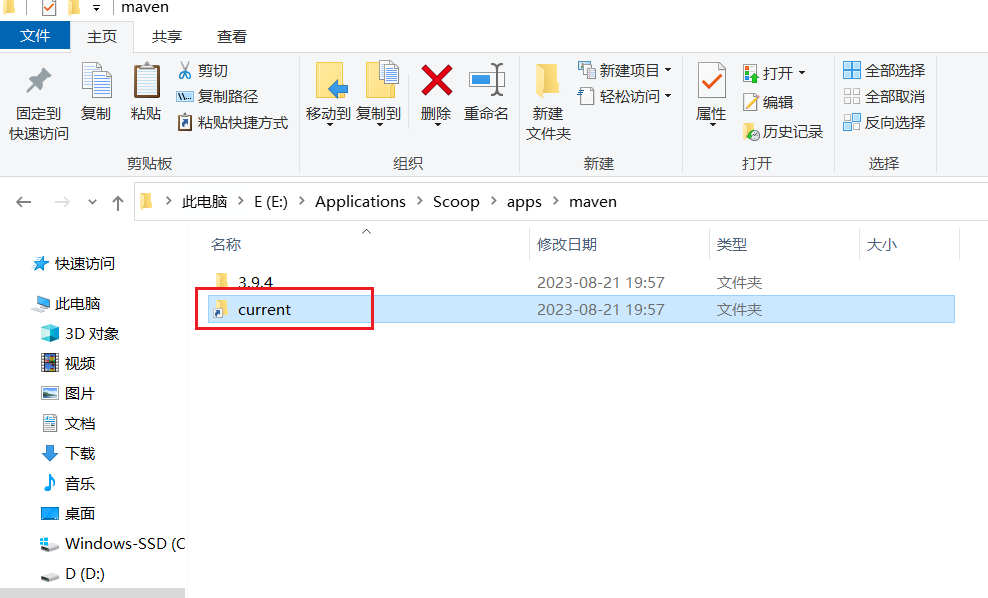 maven
文件 主页 共享 查看
固定到快速访问
复制
粘贴
剪切
复制路径
粘贴快捷方式
移动到
复制到
删除
重命名
新建文件夹
新建项目
轻松访问
属性
打开
编辑
历史记录
全部选择
全部取消
反向选择
剪贴板 组织 新建 打开 选择
此电脑 E (E:) Applications Scoop apps maven
名称 修改日期 类型 大小
3.9.4 2023-08-21 19:57 文件夹
current 2023-08-21 19:57 文件夹
快速访问
此电脑
3D 对象
视频
图片
文档
下载
音乐
桌面
Windows-SSD (C
D (D:)